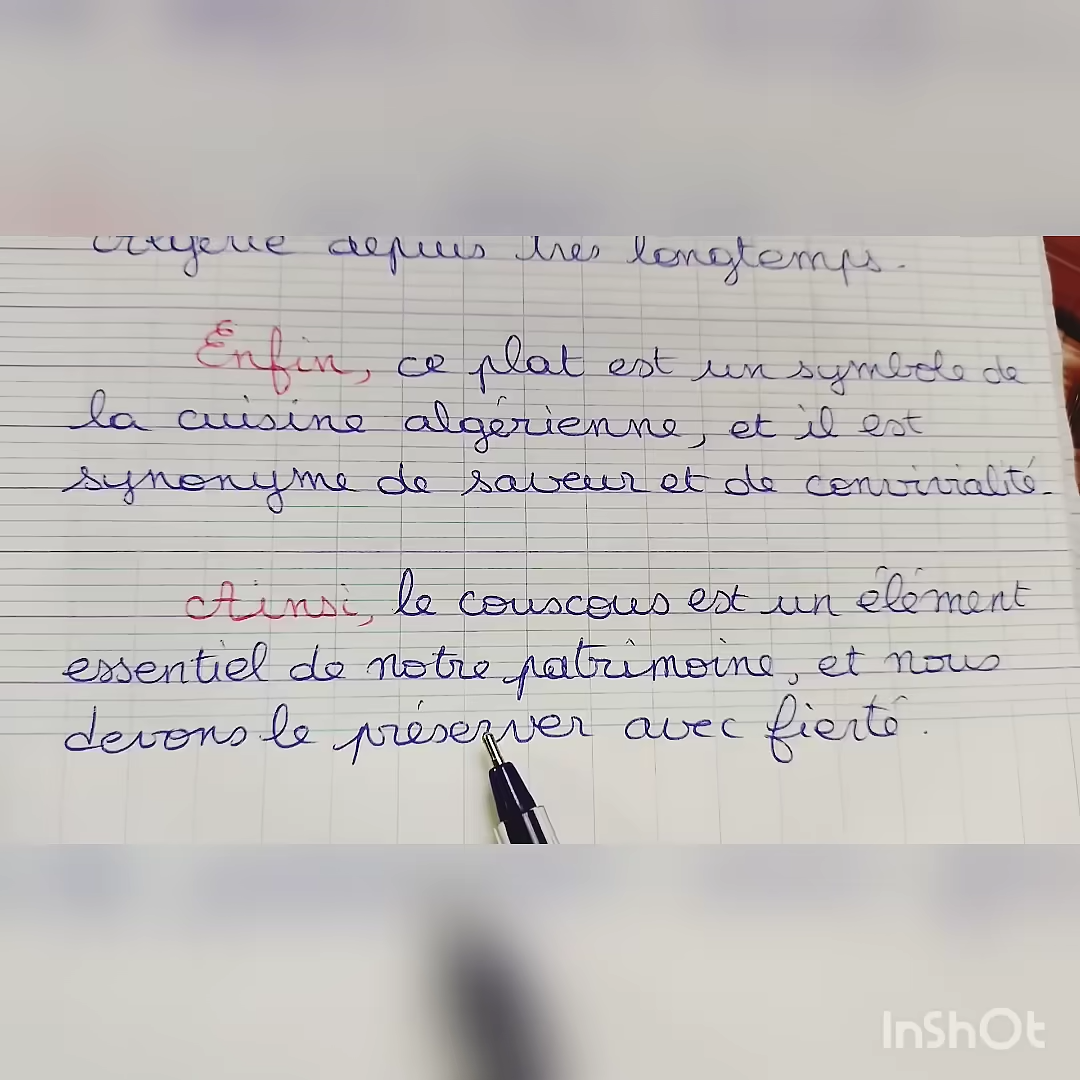 depuis très longtemps.
Enfin, ce plat est un symbole de
la cuisine algérienne, et il est
synonyme de saveur et de convivialité.
Ainsi, le couscous est un élément
essentiel de notre patrimoine, et nous
devons le préserver avec fierté.
InShOt